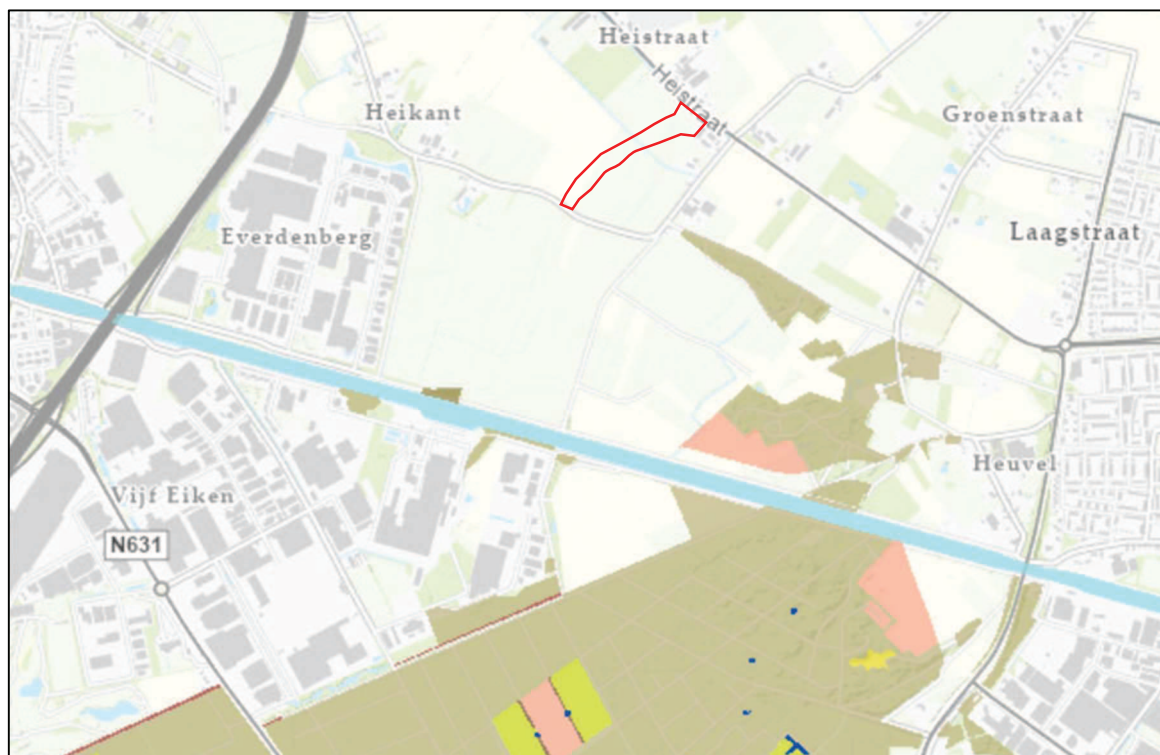 Heistraat
Heistraat
Heikant
Groenstraat
Everdenberg
Laagstraat
Heuvel
Vijf Eiken
N631